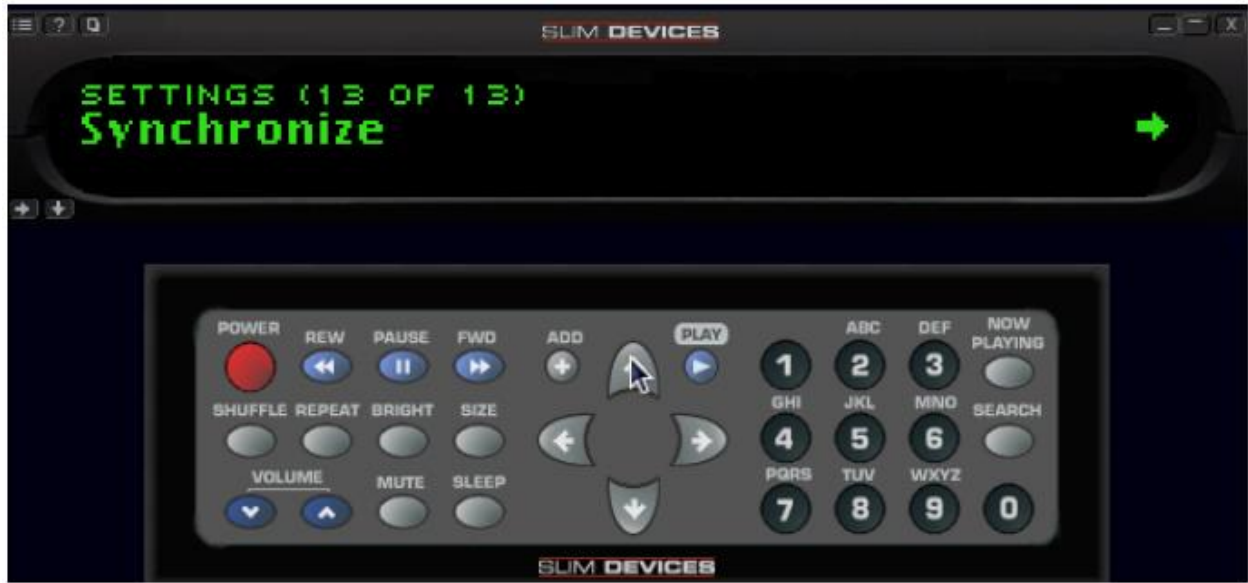 ?
SLIM DEVICES
X
SETTINGS (13 OF 13)
Synchronize
POWER REW PAUSE FWD ADD PLAY ABC DEF NOW PLAYING
1 2 3
SHUFFLE REPEAT BRIGHT SIZE GHI JKL MNO SEARCH
4 5 6
VOLUME MUTE SLEEP PQRS TUV WXYZ
7 8 9 0
SLIM DEVICES